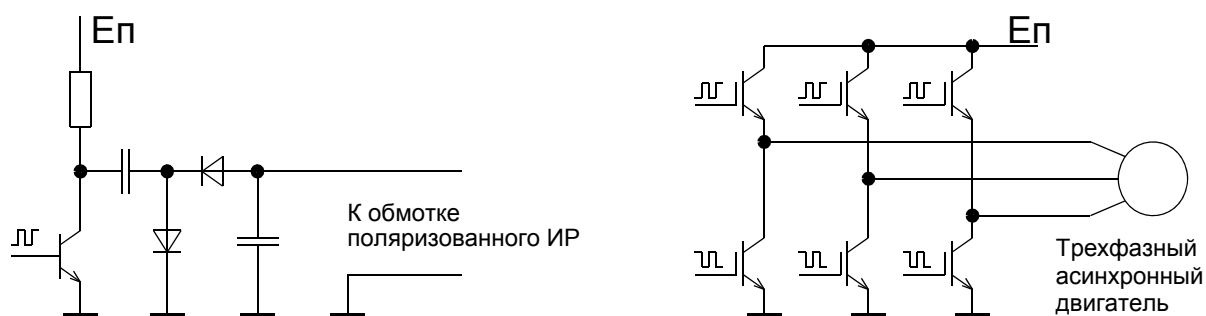 Еп
К обмотке
поляризованного ИР
Еп
Трехфазный
асинхронный
двигатель